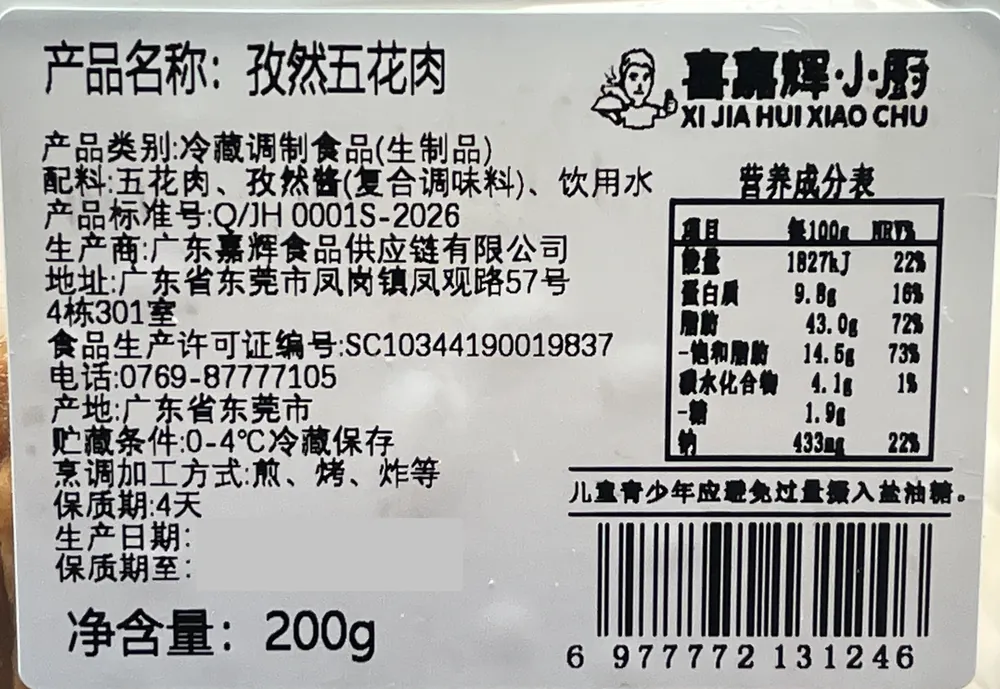 产品名称: 孜然五花肉
喜嘉辉·小厨
XI JIA HUI XIAO CHU
产品类别:冷藏调制食品(生制品)
配料:五花肉、孜然酱(复合调味料)、饮用水
产品标准号:Q/JH 0001S-2026
生产商:广东嘉辉食品供应链有限公司
地址:广东省东莞市凤岗镇凤观路57号
4栋301室
食品生产许可证编号:SC10344190019837
电话:0769-87777105
产地:广东省东莞市
贮藏条件:0-4℃冷藏保存
烹调加工方式:煎、烤、炸等
保质期:4天
生产日期:
保质期至:
净含量: 200g
营养成分表
项目 每100g NRV%
能量 1827kJ 22%
蛋白质 9.8g 16%
脂肪 43.0g 72%
-饱和脂肪 14.5g 73%
碳水化合物 4.1g 1%
-糖 1.9g
钠 433mg 22%
儿童青少年应避免过量摄入盐油糖。
6 977772 131246